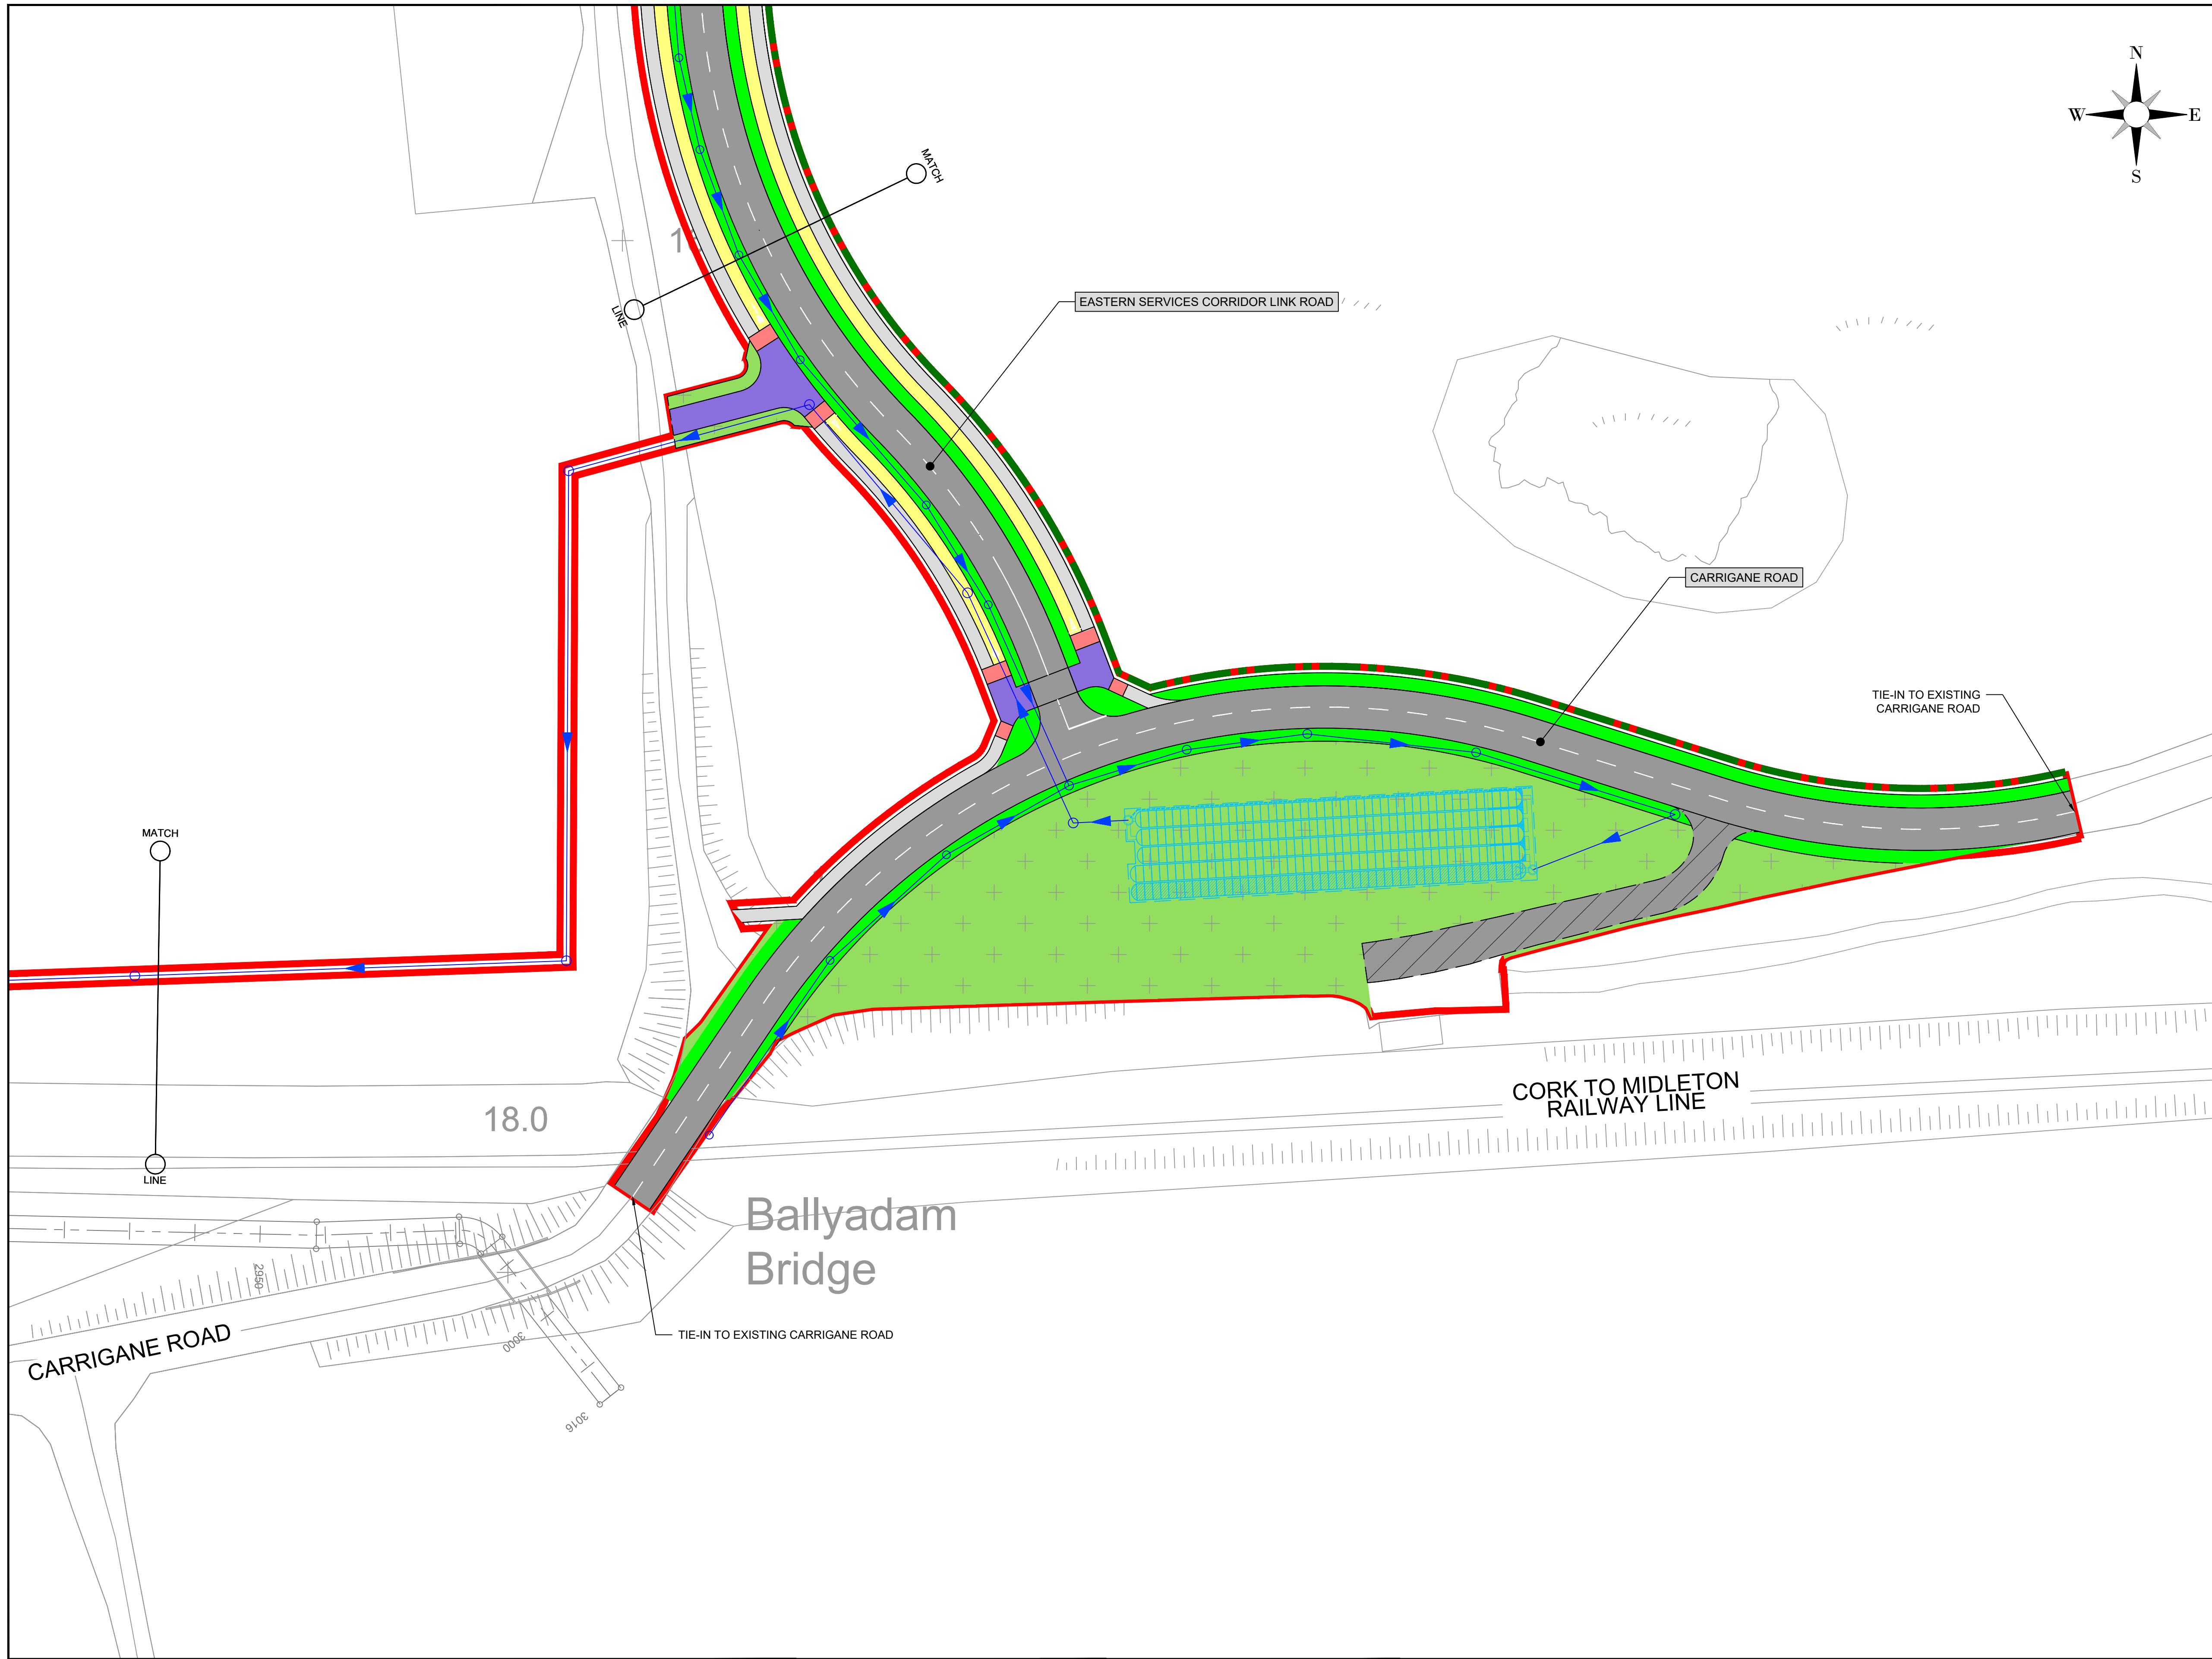 N
W
E
S
MATCH
LINE
EASTERN SERVICES CORRIDOR LINK ROAD
CARRIGANE ROAD
TIE-IN TO EXISTING
CARRIGANE ROAD
MATCH
LINE
18.0
CORK TO MIDLETON
RAILWAY LINE
Ballyadam
Bridge
2950
3000
3016
CARRIGANE ROAD
TIE-IN TO EXISTING CARRIGANE ROAD